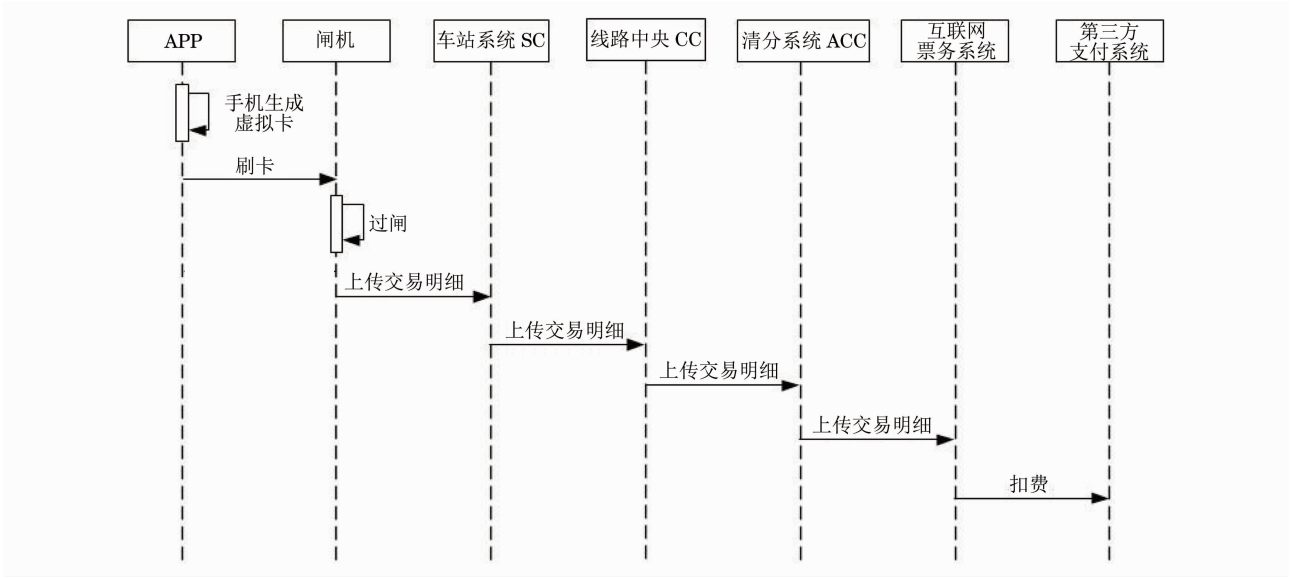 APP
闸机
车站系统 SC
线路中央 CC
清分系统 ACC
互联网
票务系统
第三方
支付系统
手机生成
虚拟卡
刷卡
过闸
上传交易明细
上传交易明细
上传交易明细
上传交易明细
扣费